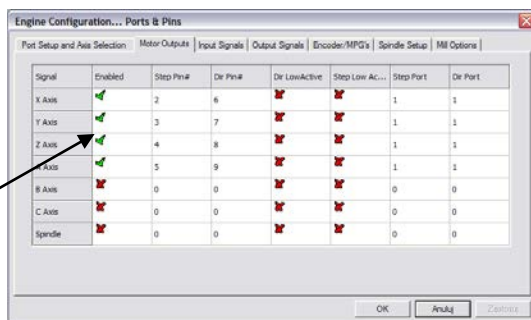 Engine Configuration... Ports & Pins
Port Setup and Axis Selection Motor Outputs Input Signals Output Signals Encoder/MPG's Spindle Setup Mill Options
Signal Enabled Step Pin# Dir Pin# Dir LowActive Step Low Ac... Step Port Dir Port
X Axis 2 6 1 1
Y Axis 3 7 1 1
Z Axis 4 8 1 1
A Axis 5 9 1 1
B Axis 0 0 0 0
C Axis 0 0 0 0
Spindle 0 0 0 0
OK Anuluj Zastosuj